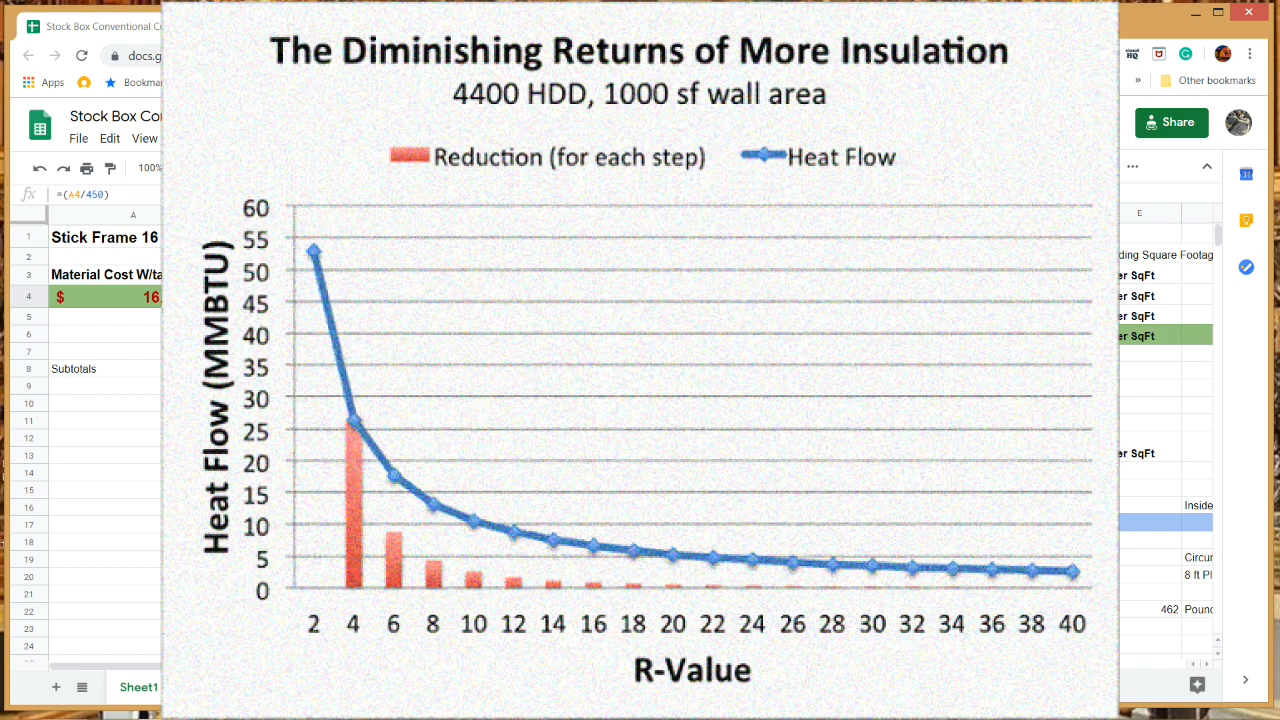 Stock Box Conventional Co
docs.g
Apps
Bookmar
Other bookmarks
cloud HQ
Stock Box Co
File Edit View
Share
100%
fx =(A4/450)
A
E
1 Stick Frame 16
2
3 Material Cost W/ta
4 $ 16
5
6
7
8 Subtotals
9
10
11
12
13
14
15
16
17
18
19
20
21
22
23
24
Sheet1
The Diminishing Returns of More Insulation
4400 HDD, 1000 sf wall area
Reduction (for each step) Heat Flow
Heat Flow (MMBTU)
60
55
50
45
40
35
30
25
20
15
10
5
0
2 4 6 8 10 12 14 16 18 20 22 24 26 28 30 32 34 36 38 40
R-Value
ding Square Footag
er SqFt
er SqFt
er SqFt
er SqFt
er SqFt
Inside
Circum
8 ft Pl
462 Pound
31